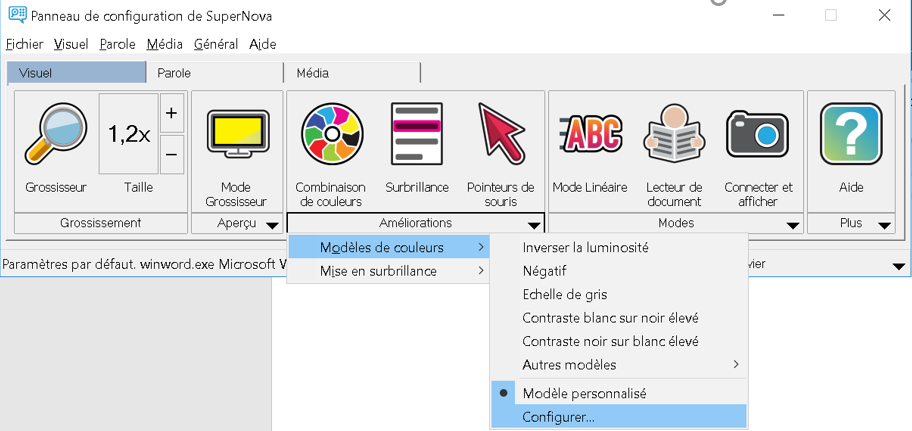 Panneau de configuration de SuperNova
Fichier Visuel Parole Média Général Aide
Visuel Parole Média
1,2x + −
ABC
?
Grossisseur Taille Mode Grossisseur Combinaison de couleurs Surbrillance Pointeurs de souris Mode Linéaire Lecteur de document Connecter et afficher Aide
Grossissement Aperçu Améliorations Modes Plus
Modèles de couleurs
Mise en surbrillance
Paramètres par défaut. winword.exe Microsoft W
Inverser la luminosité
Négatif
Echelle de gris
Contraste blanc sur noir élevé
Contraste noir sur blanc élevé
Autres modèles
Modèle personnalisé
Configurer...